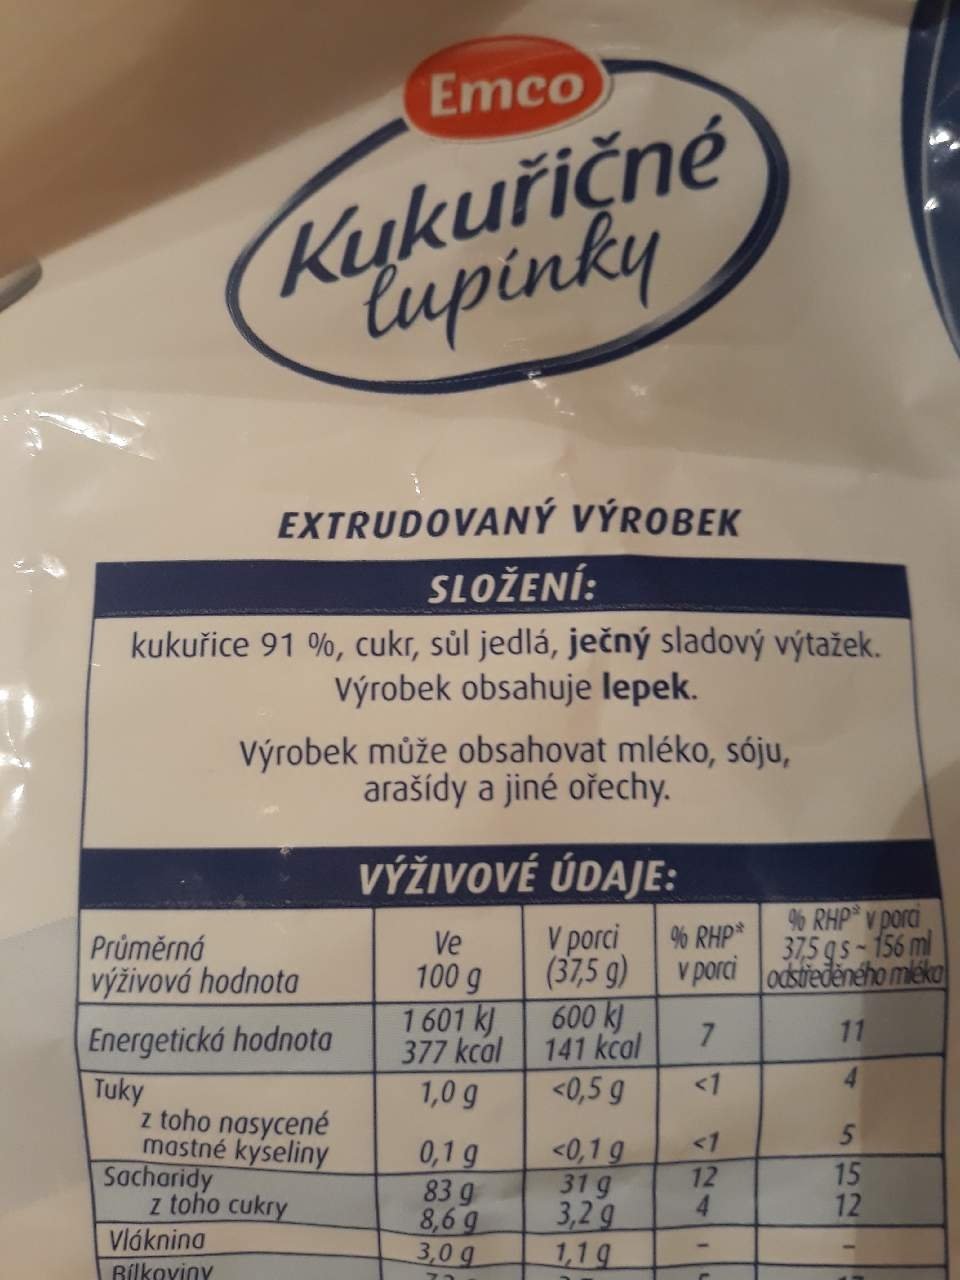 Emco
Kukuřičné
lupínky
EXTRUDOVANÝ VÝROBEK
SLOŽENÍ:
kukuřice 91 %, cukr, sůl jedlá, ječný sladový výtažek.
Výrobek obsahuje lepek.
Výrobek může obsahovat mléko, sóju,
arašídy a jiné ořechy.
VÝŽIVOVÉ ÚDAJE:
Průměrná výživová hodnota
Ve 100 g
V porci (37,5 g)
% RHP* v porci
% RHP* v porci 37,5 g s ~ 156 ml odstředěného mléka
Energetická hodnota 1 601 kJ 600 kJ 7 11
377 kcal 141 kcal
Tuky 1,0 g <0,5 g <1 4
z toho nasycené
mastné kyseliny 0,1 g <0,1 g <1 5
Sacharidy 83 g 31 g 12 15
z toho cukry 8,6 g 3,2 g 4 12
Vláknina 3,0 g 1,1 g – –
Bílkoviny